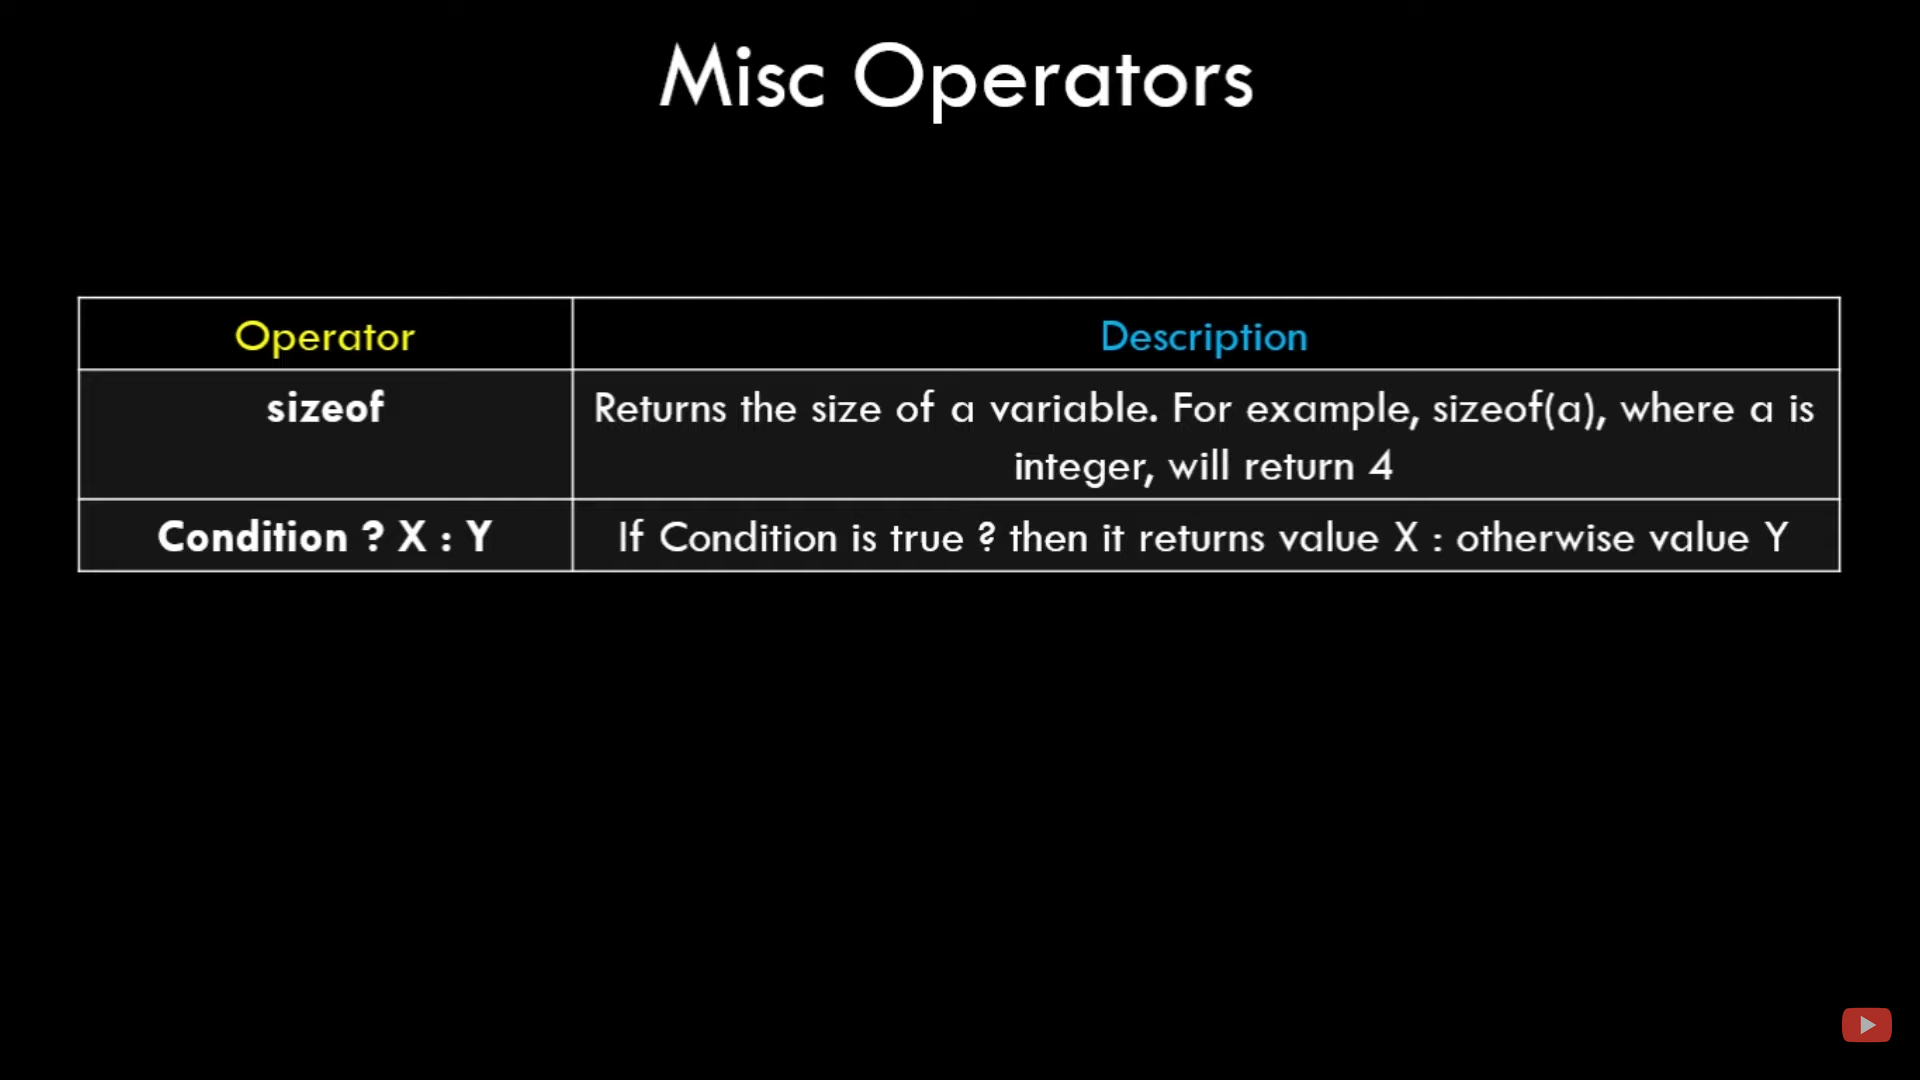 Misc Operators
Operator
Description
sizeof
Returns the size of a variable. For example, sizeof(a), where a is
integer, will return 4
Condition ? X : Y
If Condition is true ? then it returns value X : otherwise value Y